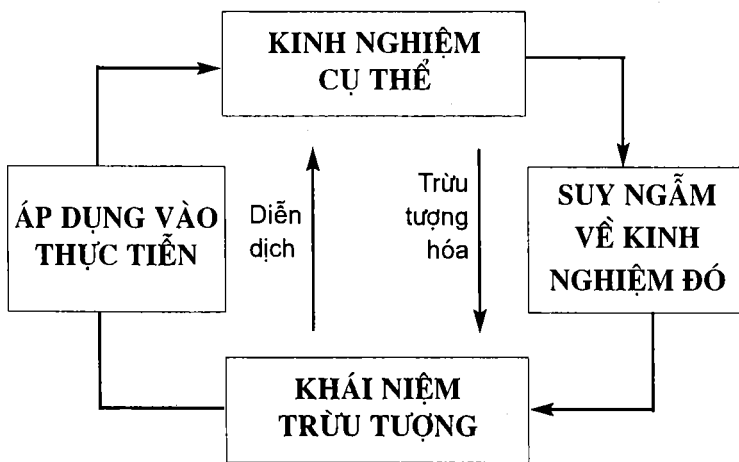 KINH NGHIỆM
CỤ THỂ
ÁP DỤNG VÀO
THỰC TIỄN
Diễn
dịch
Trừu
tượng
hóa
SUY NGẪM
VỀ KINH
NGHIỆM ĐÓ
KHÁI NIỆM
TRỪU TƯỢNG